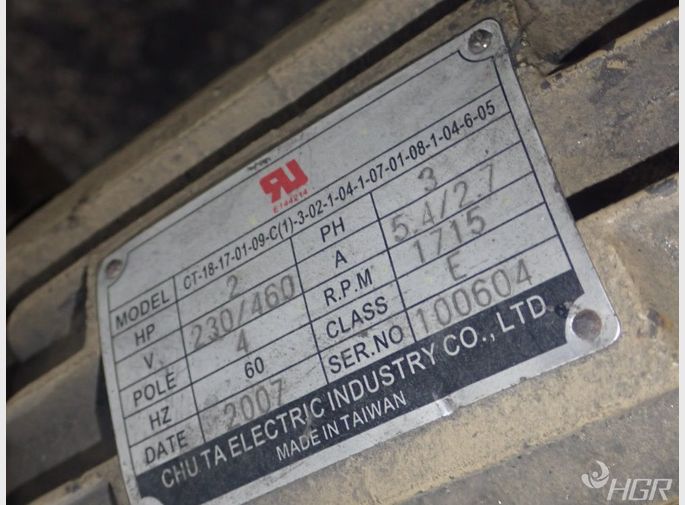 RU
E144214
MODEL CT-18-17-01-09-C(1)-3-02-1-04-1-07-01-08-1-04-6-05
HP 2 PH 3
V. 230/460 A 5.4/2.7
POLE 4 R.P.M 1715
HZ 60 CLASS E
DATE 2007 SER.NO 100604
CHU TA ELECTRIC INDUSTRY CO., LTD
MADE IN TAIWAN
HGR